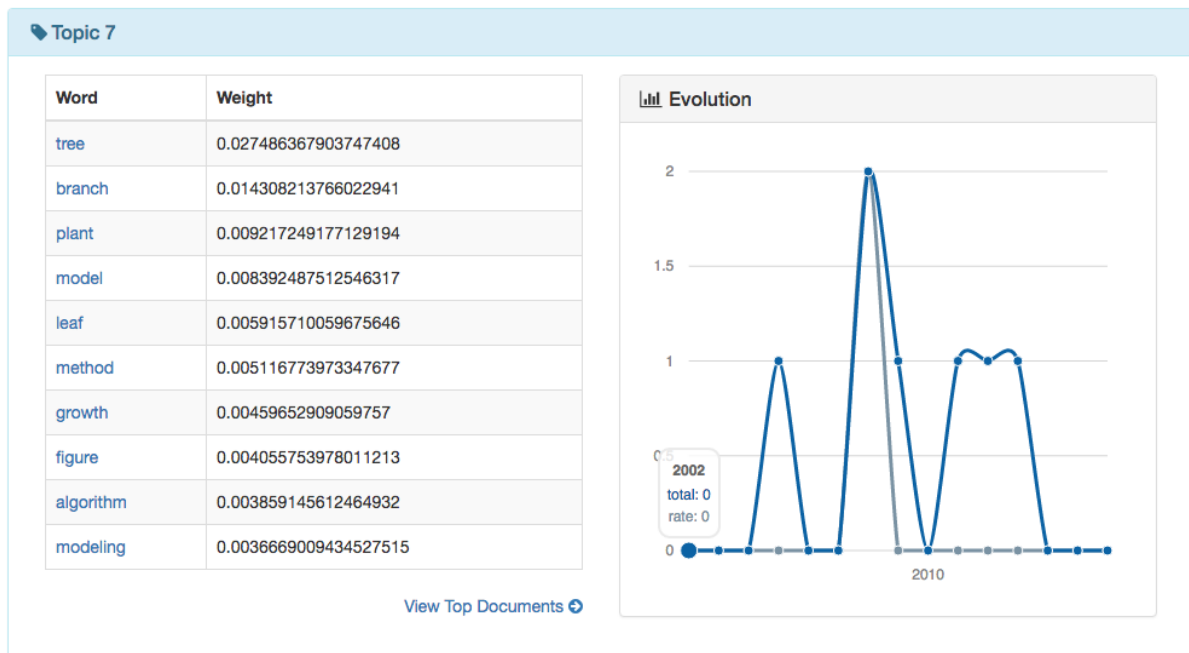 Topic 7
Word Weight
tree 0.027486367903747408
branch 0.014308213766022941
plant 0.009217249177129194
model 0.008392487512546317
leaf 0.005915710059675646
method 0.005116773973347677
growth 0.00459652909059757
figure 0.004055753978011213
algorithm 0.003859145612464932
modeling 0.0036669009434527515
View Top Documents
Evolution
2
1.5
1
0.5
0
2002
total: 0
rate: 0
2010